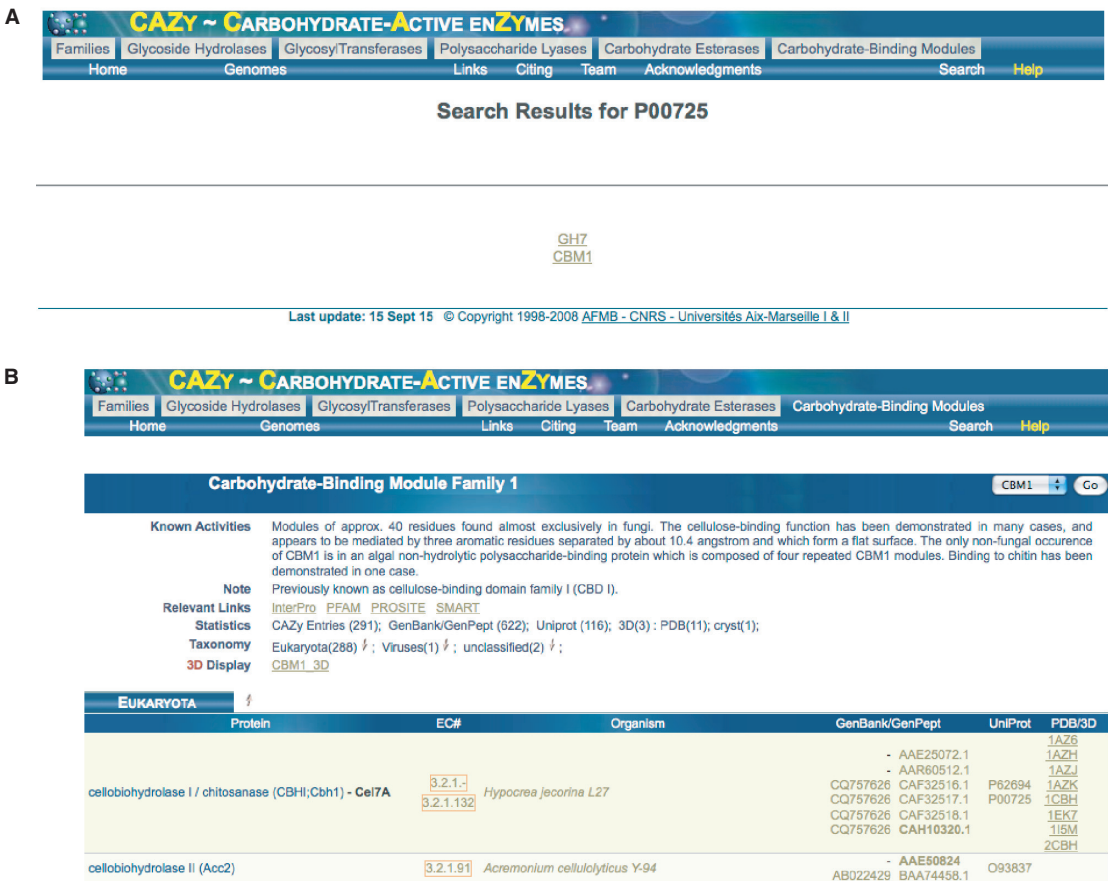 A
CAZY ~ CARBOHYDRATE-ACTIVE ENZYMES
Families Glycoside Hydrolases GlycosylTransferases Polysaccharide Lyases Carbohydrate Esterases Carbohydrate-Binding Modules
Home Genomes Links Citing Team Acknowledgments Search Help
Search Results for P00725
GH7
CBM1
Last update: 15 Sept 15 © Copyright 1998-2008 AFMB - CNRS - Universités Aix-Marseille I & II
B
CAZY ~ CARBOHYDRATE-ACTIVE ENZYMES
Families Glycoside Hydrolases GlycosylTransferases Polysaccharide Lyases Carbohydrate Esterases Carbohydrate-Binding Modules
Home Genomes Links Citing Team Acknowledgments Search Help
Carbohydrate-Binding Module Family 1 CBM1 Go
Known Activities Modules of approx. 40 residues found almost exclusively in fungi. The cellulose-binding function has been demonstrated in many cases, and
appears to be mediated by three aromatic residues separated by about 10.4 angstrom and which form a flat surface. The only non-fungal occurence
of CBM1 is in an algal non-hydrolytic polysaccharide-binding protein which is composed of four repeated CBM1 modules. Binding to chitin has been
demonstrated in one case.
Note Previously known as cellulose-binding domain family I (CBD I).
Relevant Links InterPro PFAM PROSITE SMART
Statistics CAZy Entries (291); GenBank/GenPept (622); Uniprot (116); 3D(3) : PDB(11); cryst(1);
Taxonomy Eukaryota(288) ; Viruses(1) ; unclassified(2) ;
3D Display CBM1_3D
EUKARYOTA
Protein EC# Organism GenBank/GenPept UniProt PDB/3D
1AZ6
- AAE25072.1 1AZH
- AAR60512.1 1AZJ
3.2.1.- CQ757626 CAF32516.1 P62694 1AZK
cellobiohydrolase I / chitosanase (CBHI;Cbh1) - Cel7A Hypocrea jecorina L27
3.2.1.132 CQ757626 CAF32517.1 P00725 1CBH
CQ757626 CAF32518.1 1EK7
CQ757626 CAH10320.1 1I5M
2CBH
- AAE50824
cellobiohydrolase II (Acc2) 3.2.1.91 Acremonium cellulolyticus Y-94 O93837
AB022429 BAA74458.1